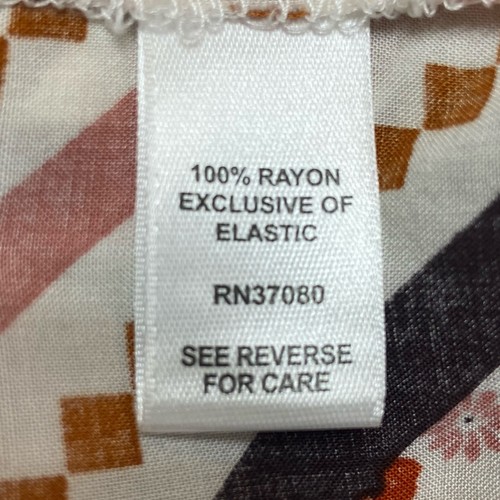 100% RAYON
EXCLUSIVE OF
ELASTIC
RN37080
SEE REVERSE
FOR CARE